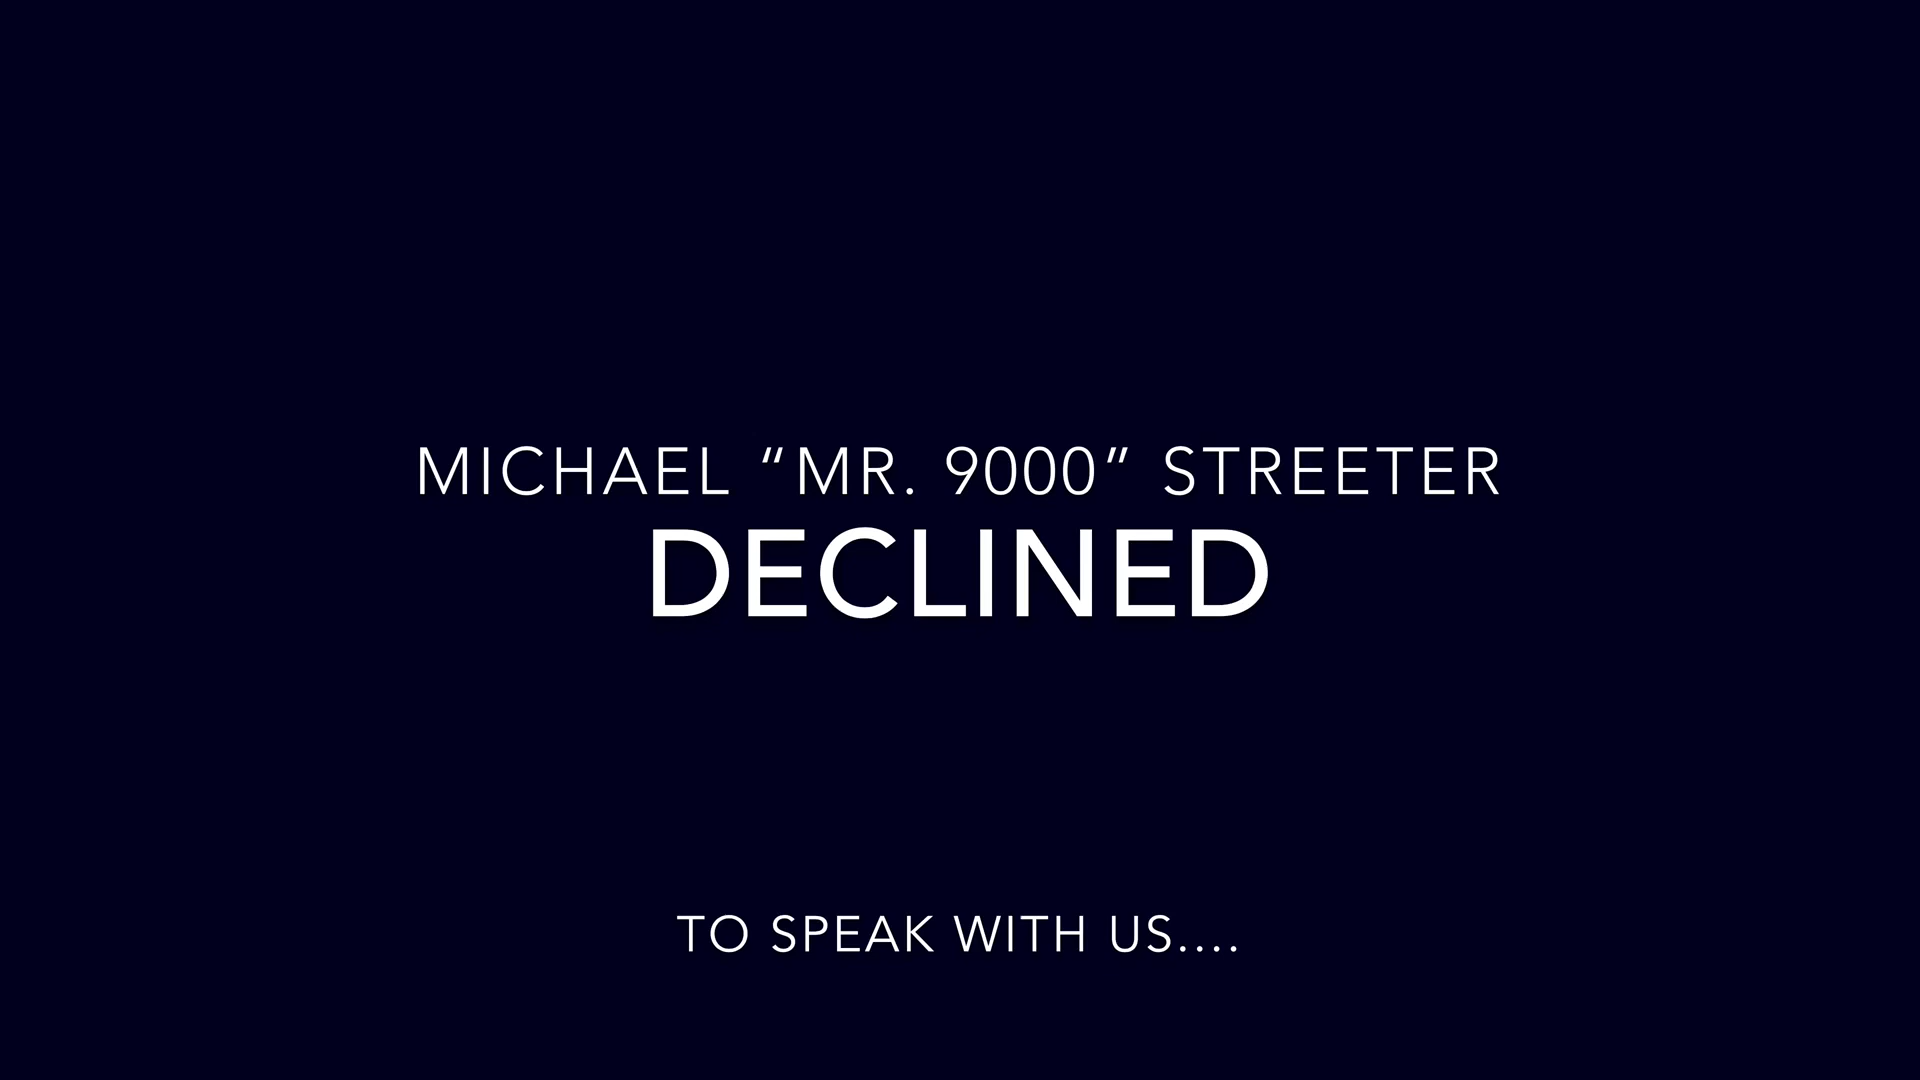 MICHAEL “MR. 9000” STREETER
DECLINED
TO SPEAK WITH US....